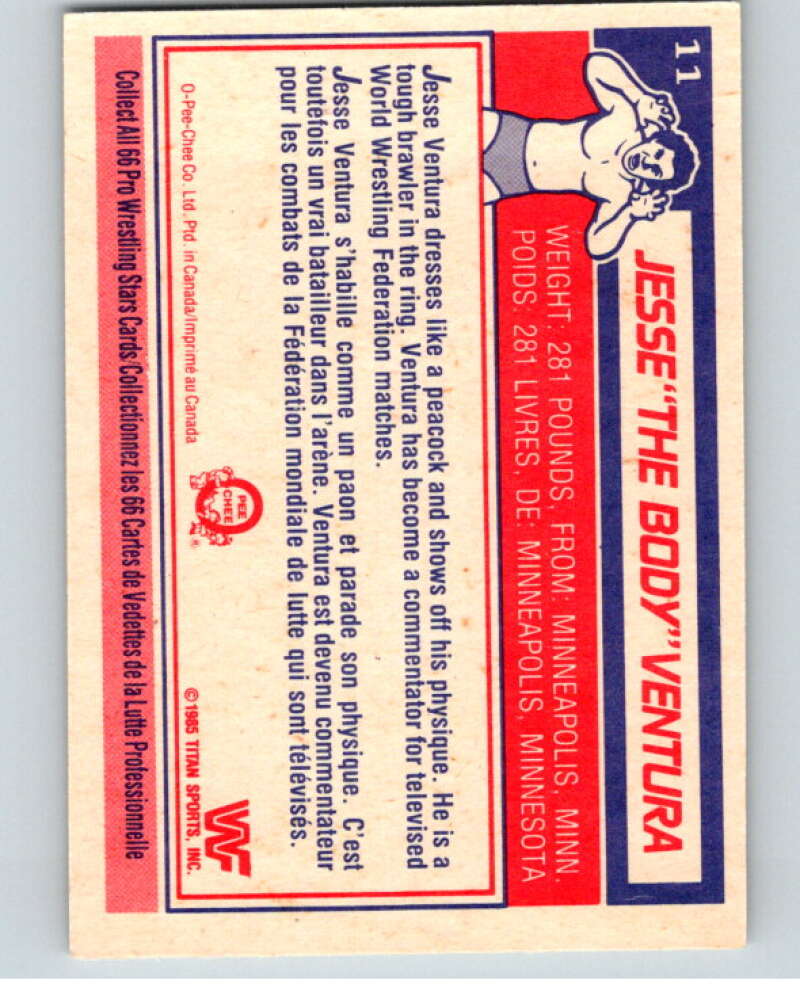 11
JESSE "THE BODY" VENTURA
WEIGHT: 281 POUNDS, FROM: MINNEAPOLIS, MINN.
POIDS: 281 LIVRES, DE: MINNEAPOLIS, MINNESOTA
Jesse Ventura dresses like a peacock and shows off his physique. He is a
tough brawler in the ring. Ventura has become a commentator for televised
World Wrestling Federation matches.
Jesse Ventura s'habille comme un paon et parade son physique. C'est
toutefois un vrai batailleur dans l'arène. Ventura est devenu commentateur
pour les combats de la Fédération mondiale de lutte qui sont télévisés.
O-Pee-Chee Co. Ltd. Ptd. in Canada/Imprimé au Canada
O
PEE
CHEE
®
WF
©1985 TITAN SPORTS, INC.
Collect All 66 Pro Wrestling Stars Cards/Collectionnez les 66 Cartes de Vedettes de la Lutte Professionnelle